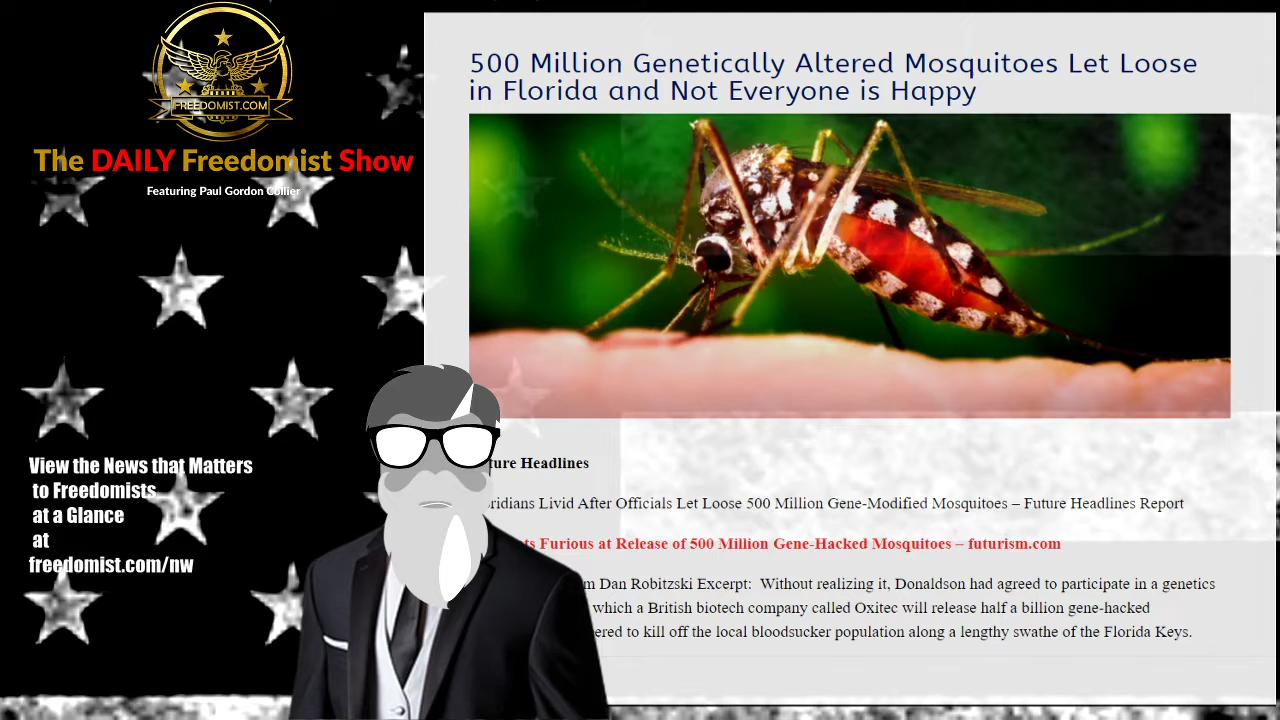 FREEDOMIST.COM
The DAILY Freedomist Show
Featuring Paul Gordon Collier
View the News that Matters
to Freedomists
at a Glance
at
freedomist.com/nw
500 Million Genetically Altered Mosquitoes Let Loose
in Florida and Not Everyone is Happy
Headlines
Livid After Officials Let Loose 500 Million Gene-Modified Mosquitoes – Future Headlines Report
Furious at Release of 500 Million Gene-Hacked Mosquitoes – futurism.com
Dan Robitzski Excerpt: Without realizing it, Donaldson had agreed to participate in a genetics
which a British biotech company called Oxitec will release half a billion gene-hacked
to kill off the local bloodsucker population along a lengthy swathe of the Florida Keys.